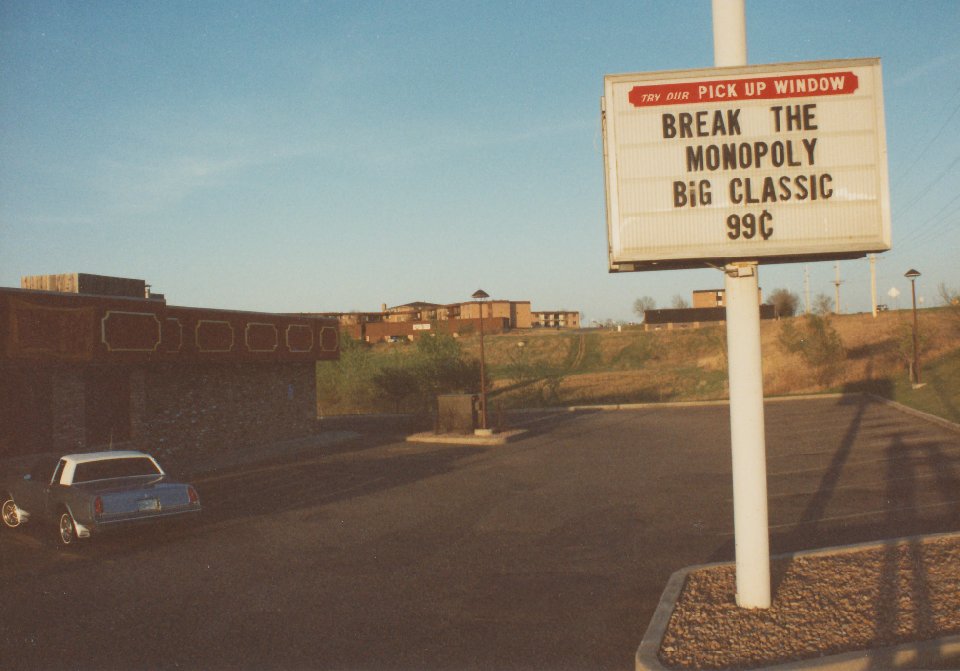 TRY OUR PICK UP WINDOW
BREAK THE
MONOPOLY
BiG CLASSIC
99¢